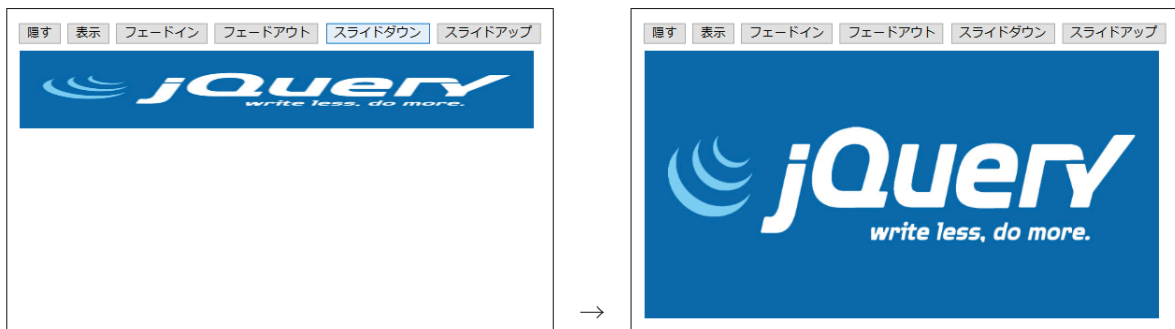 隠す 表示 フェードイン フェードアウト スライドダウン スライドアップ
jQuery
write less. do more.
→
隠す 表示 フェードイン フェードアウト スライドダウン スライドアップ
jQuery
write less, do more.